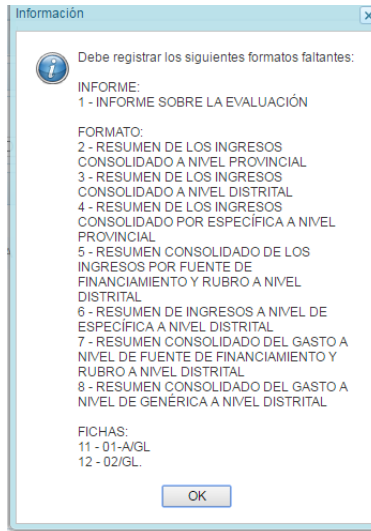 Información
Debe registrar los siguientes formatos faltantes:
INFORME:
1 - INFORME SOBRE LA EVALUACIÓN
FORMATO:
2 - RESUMEN DE LOS INGRESOS
CONSOLIDADO A NIVEL PROVINCIAL
3 - RESUMEN DE LOS INGRESOS
CONSOLIDADO A NIVEL DISTRITAL
4 - RESUMEN DE LOS INGRESOS
CONSOLIDADO POR ESPECÍFICA A NIVEL
PROVINCIAL
5 - RESUMEN CONSOLIDADO DE LOS
INGRESOS POR FUENTE DE
FINANCIAMIENTO Y RUBRO A NIVEL
DISTRITAL
6 - RESUMEN DE INGRESOS A NIVEL DE
ESPECÍFICA A NIVEL DISTRITAL
7 - RESUMEN CONSOLIDADO DEL GASTO A
NIVEL DE FUENTE DE FINANCIAMIENTO Y
RUBRO A NIVEL DISTRITAL
8 - RESUMEN CONSOLIDADO DEL GASTO A
NIVEL DE GENÉRICA A NIVEL DISTRITAL
FICHAS:
11 - 01-A/GL
12 - 02/GL.
OK